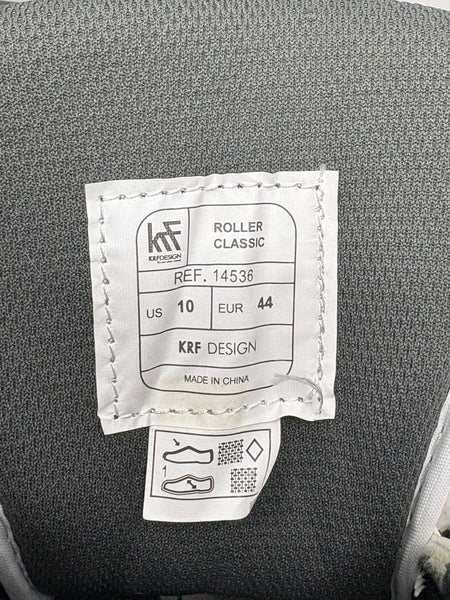 krF
KRFDESIGN
ROLLER
CLASSIC
REF. 14536
US 10 EUR 44
KRF DESIGN
MADE IN CHINA
1